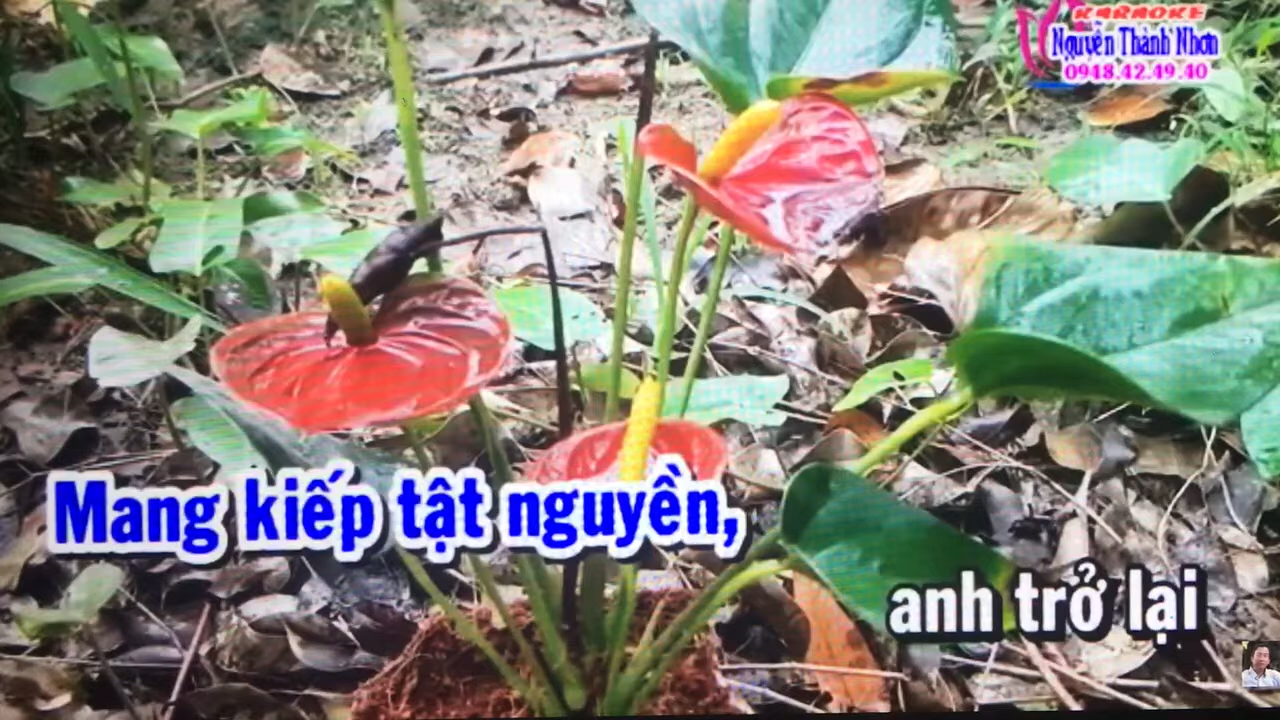 KARAOKE
Nguyễn Thành Nhơn
0948.42.49.40
Mang kiếp tật nguyền,
anh trở lại